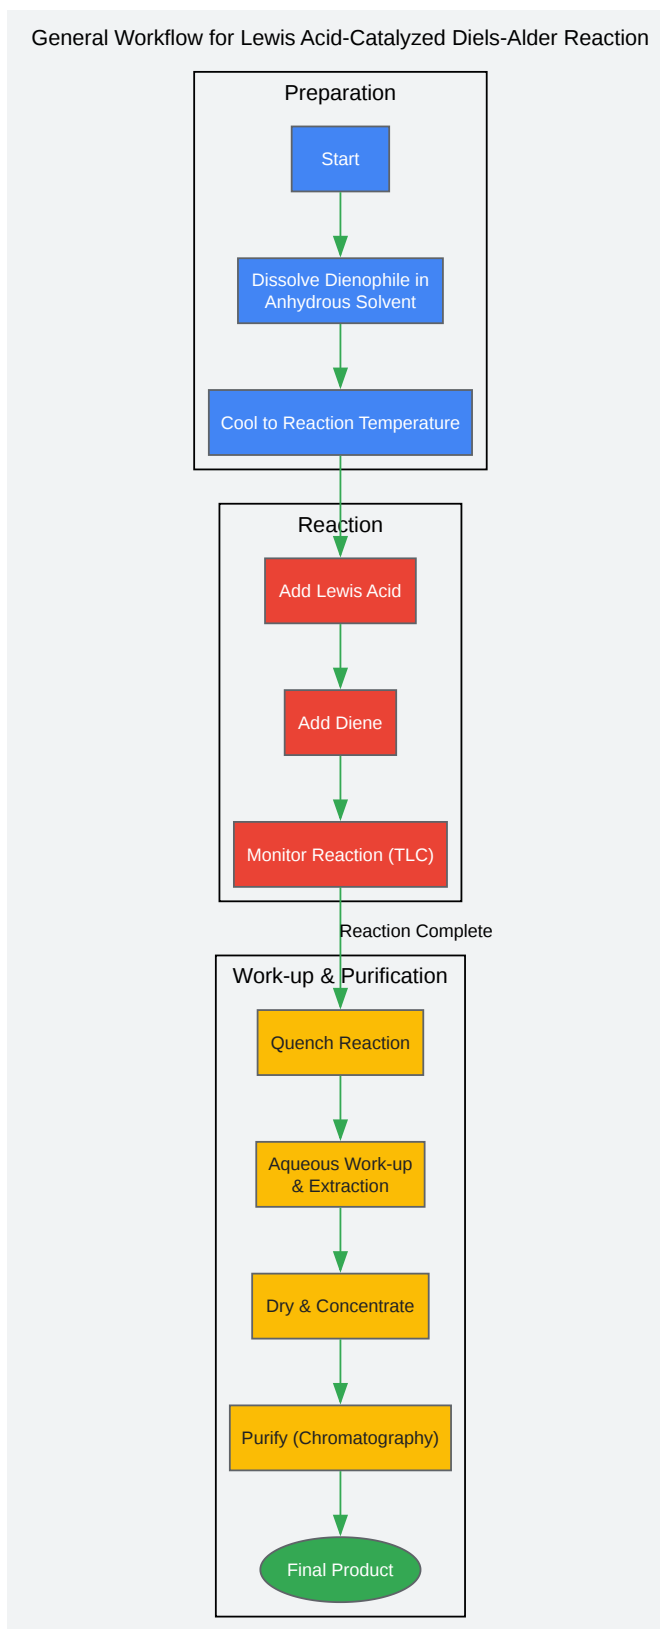 General Workflow for Lewis Acid-Catalyzed Diels-Alder Reaction
Preparation
Start
Dissolve Dienophile in
Anhydrous Solvent
Cool to Reaction Temperature
Reaction
Add Lewis Acid
Add Diene
Monitor Reaction (TLC)
Reaction Complete
Work-up & Purification
Quench Reaction
Aqueous Work-up
& Extraction
Dry & Concentrate
Purify (Chromatography)
Final Product